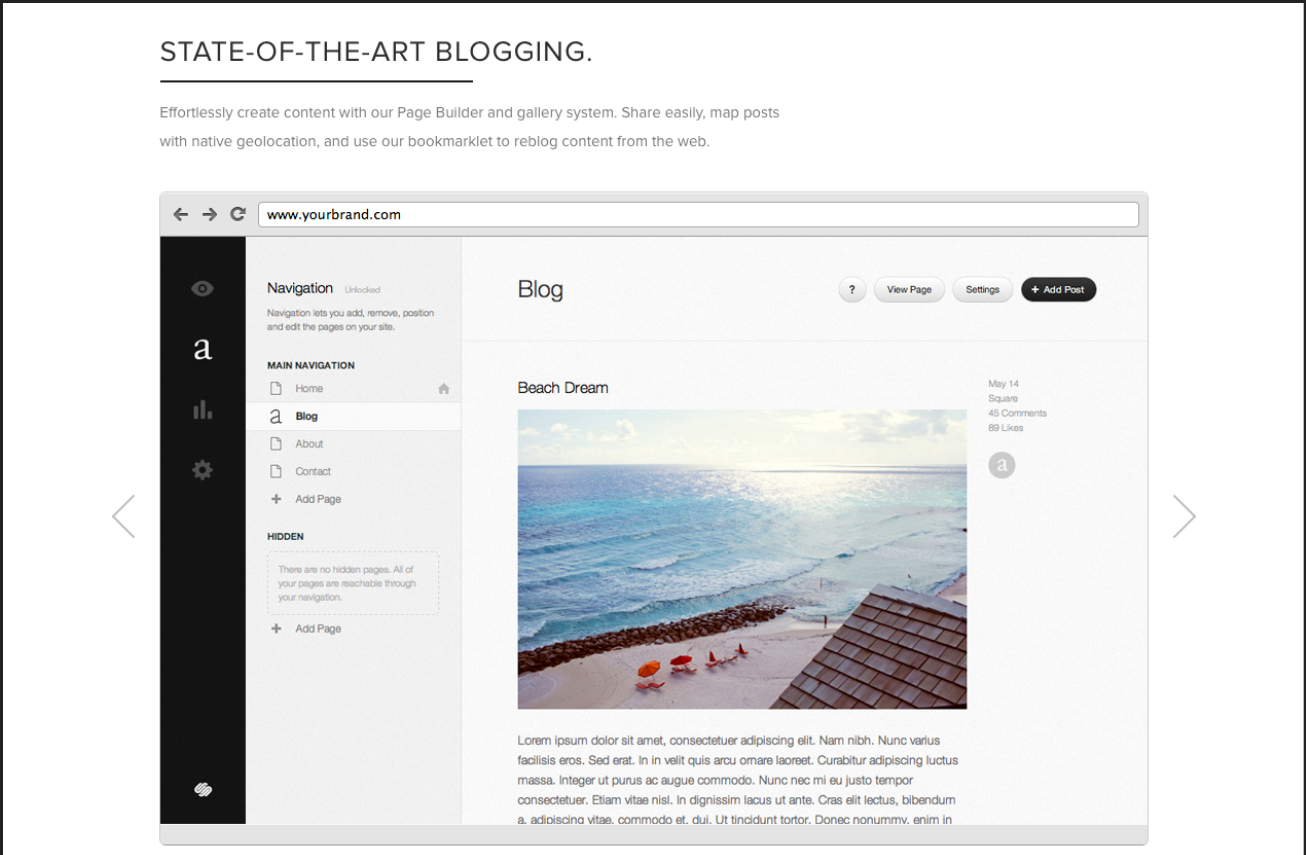 STATE-OF-THE-ART BLOGGING.
Effortlessly create content with our Page Builder and gallery system. Share easily, map posts
with native geolocation, and use our bookmarklet to reblog content from the web.
www.yourbrand.com
a
Navigation Unlocked
Navigation lets you add, remove, position
and edit the pages on your site.
MAIN NAVIGATION
Home
a Blog
About
Contact
+ Add Page
HIDDEN
There are no hidden pages. All of
your pages are reachable through
your navigation.
+ Add Page
Blog
? View Page Settings + Add Post
Beach Dream
May 14
Square
45 Comments
89 Likes
a
Lorem ipsum dolor sit amet, consectetuer adipiscing elit. Nam nibh. Nunc varius
facilisis eros. Sed erat. In in velit quis arcu ornare laoreet. Curabitur adipiscing luctus
massa. Integer ut purus ac augue commodo. Nunc nec mi eu justo tempor
consectetuer. Etiam vitae nisl. In dignissim lacus ut ante. Cras elit lectus, bibendum
a, adipiscing vitae, commodo et, dui. Ut tincidunt tortor. Donec nonummy, enim in